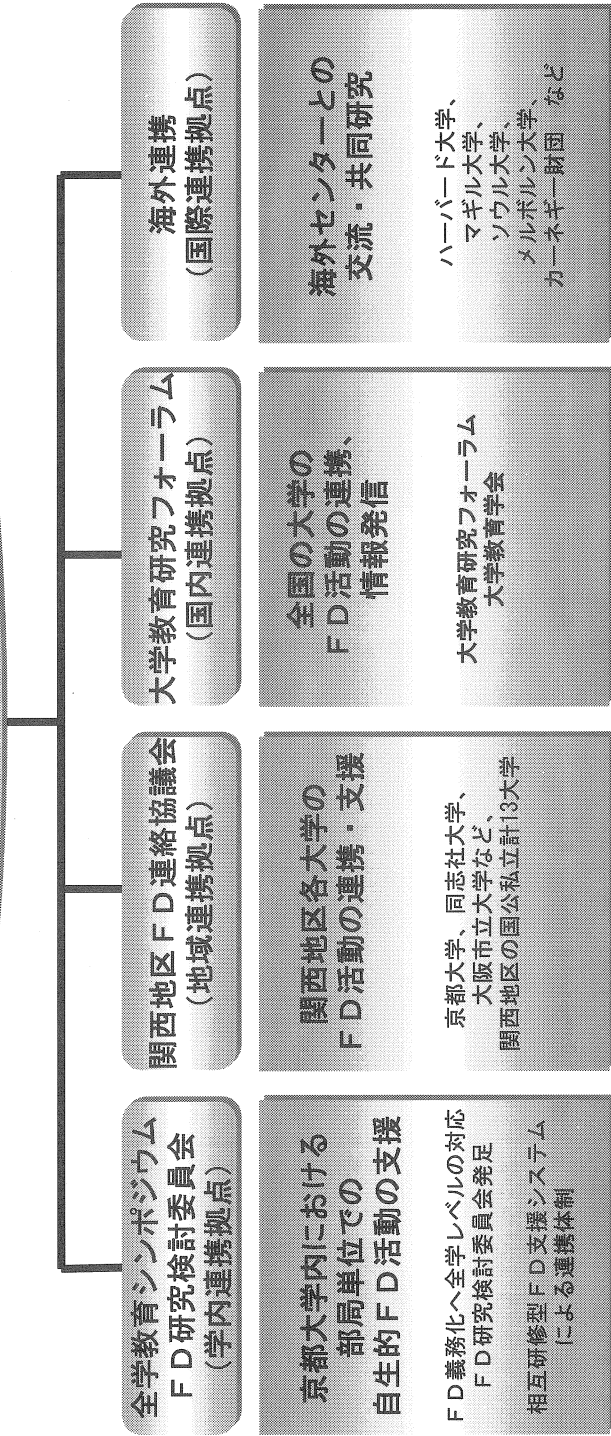 全学教育シンポジウム
ＦＤ研究検討委員会
（学内連携拠点）
京都大学内における
部局単位での
自生的ＦＤ活動の支援
ＦＤ義務化へ全学レベルの対応
ＦＤ研究検討委員会発足
相互研修型ＦＤ支援システム
による連携体制
関西地区ＦＤ連絡協議会
（地域連携拠点）
関西地区各大学の
ＦＤ活動の連携・支援
京都大学、同志社大学、
大阪市立大学など、
関西地区の国公私立計13大学
大学教育研究フォーラム
（国内連携拠点）
全国の大学の
ＦＤ活動の連携、
情報発信
大学教育研究フォーラム
大学教育学会
海外連携
（国際連携拠点）
海外センターとの
交流・共同研究
ハーバード大学、
マギル大学、
ソウル大学、
メルボルン大学、
カーネギー財団　など